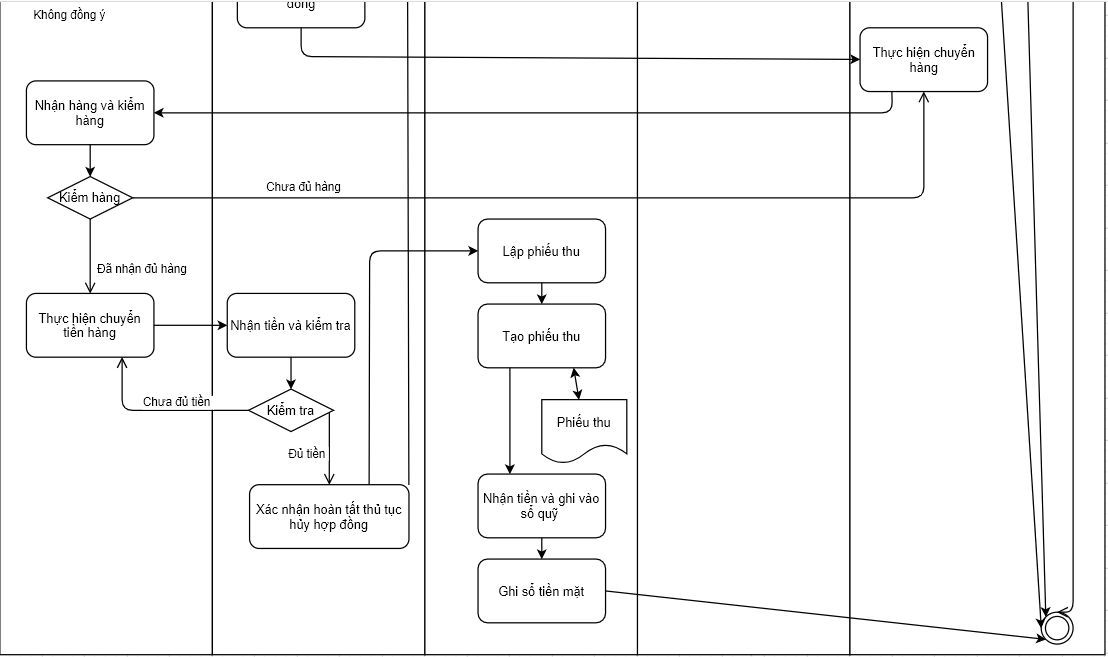 đồng
Không đồng ý
Thực hiện chuyển
hàng
Nhận hàng và kiểm
hàng
Kiểm hàng
Chưa đủ hàng
Đã nhận đủ hàng
Lập phiếu thu
Thực hiện chuyển
tiền hàng
Nhận tiền và kiểm tra
Tạo phiếu thu
Chưa đủ tiền
Kiểm tra
Phiếu thu
Đủ tiền
Xác nhận hoàn tất thủ tục
hủy hợp đồng
Nhận tiền và ghi vào
sổ quỹ
Ghi sổ tiền mặt